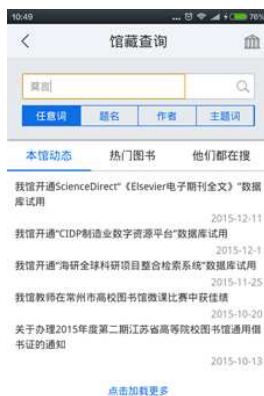 10:49 ... 76%
馆藏查询
莫言
任意词 题名 作者 主题词
本馆动态 热门图书 他们都在搜
我馆开通ScienceDirect"《Elsevier电子期刊全文》"数据
库试用
2015-12-11
我馆开通"CIDP制造业数字资源平台"数据库试用
2015-12-1
我馆开通"海研全球科研项目整合检索系统"数据库试用
2015-11-25
我馆教师在常州市高校图书馆微课比赛中获佳绩
2015-10-20
关于办理2015年度第二期江苏省高等院校图书馆通用借
书证的通知
2015-10-13
点击加载更多